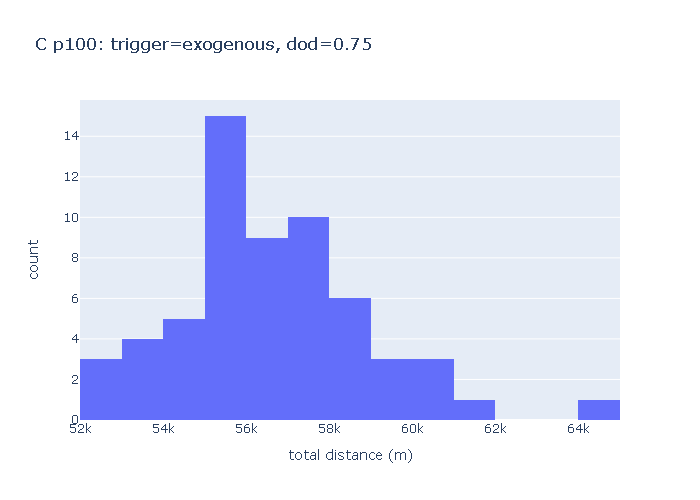 C p100: trigger=exogenous, dod=0.75
14
12
10
8
6
4
2
0
count
52k 54k 56k 58k 60k 62k 64k
total distance (m)